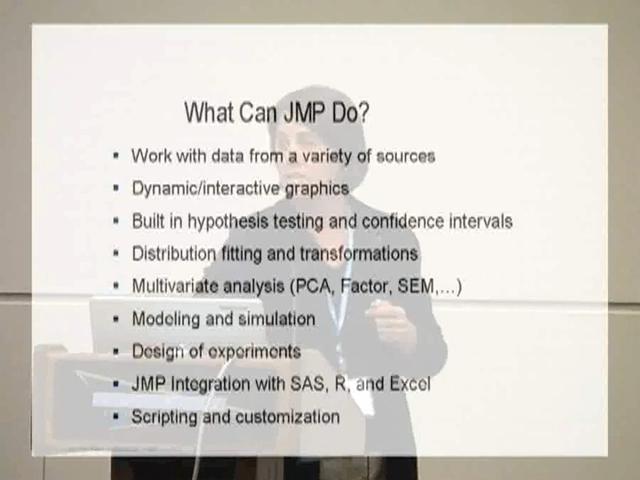 What Can JMP Do?
Work with data from a variety of sources
Dynamic/interactive graphics
Built in hypothesis testing and confidence intervals
Distribution fitting and transformations
Multivariate analysis (PCA, Factor, SEM,...)
Modeling and simulation
Design of experiments
JMP Integration with SAS, R, and Excel
Scripting and customization